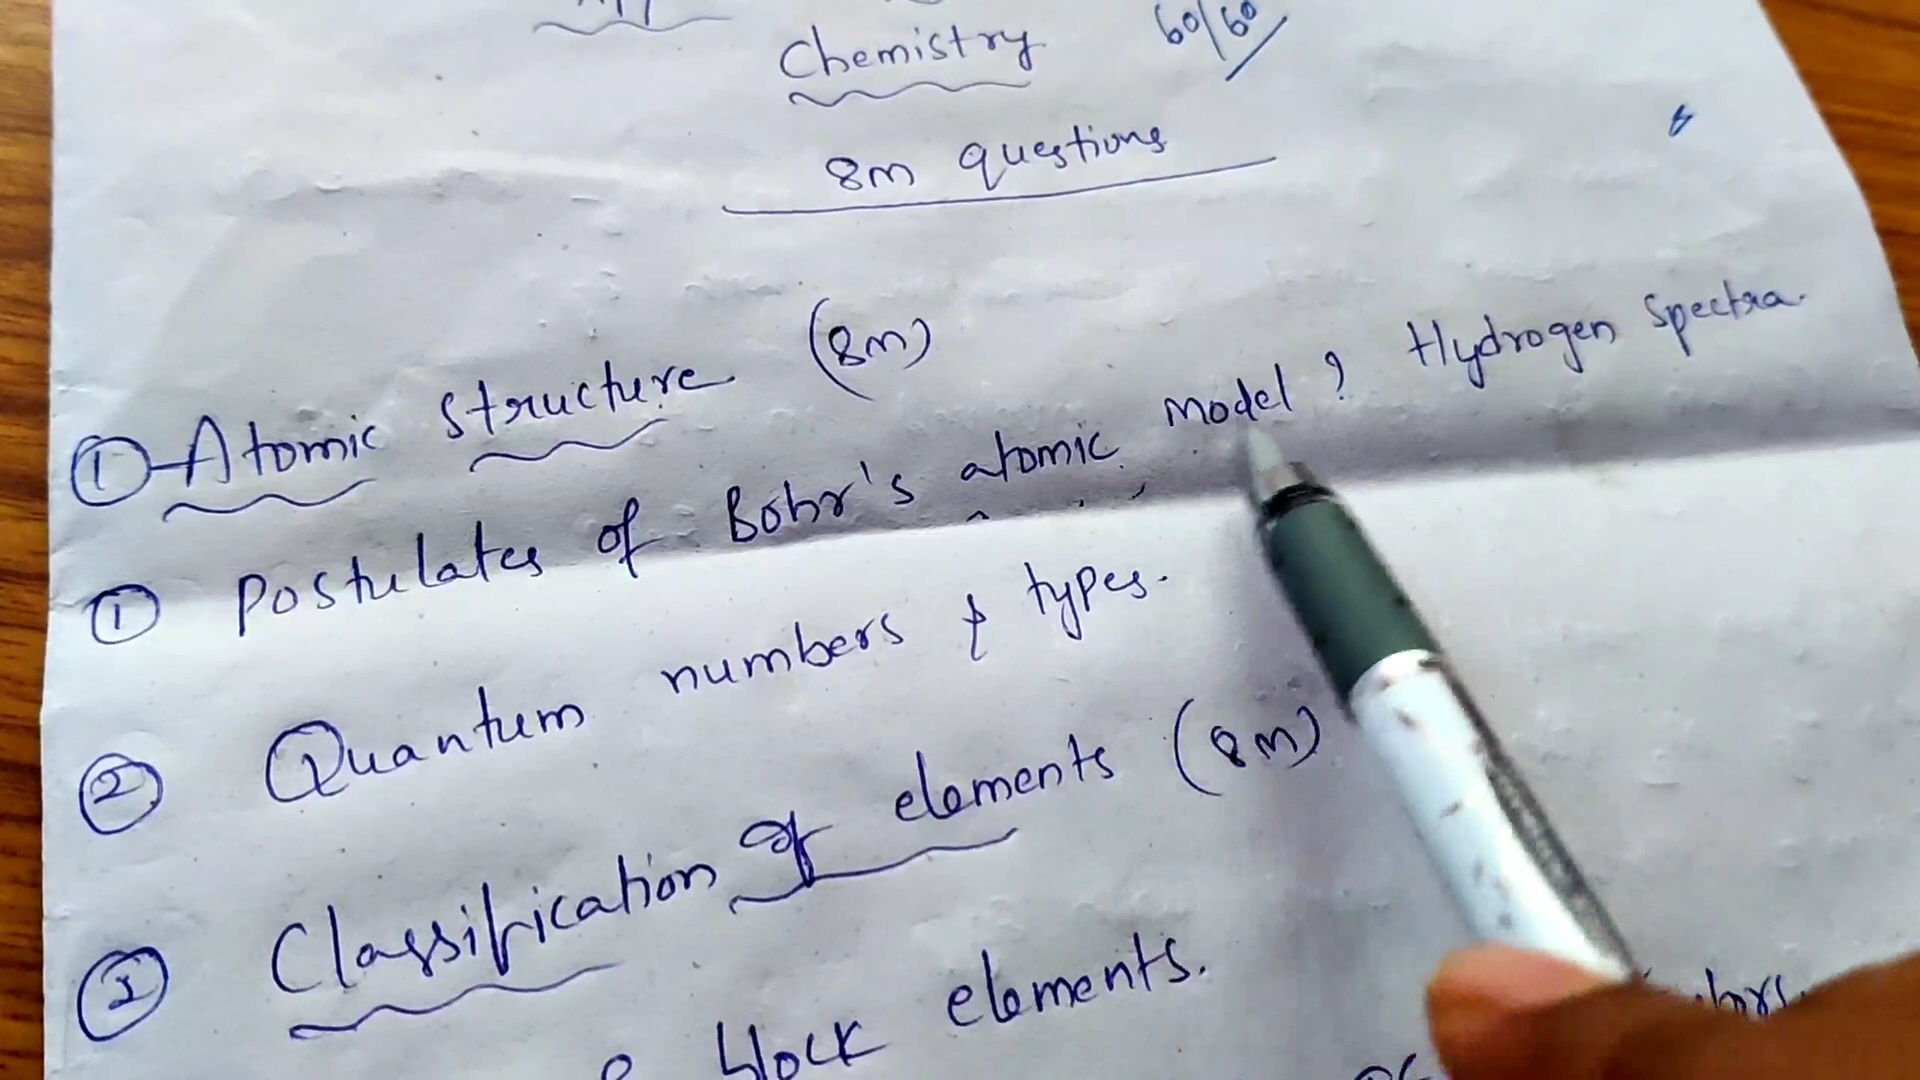 Chemistry 60/60
8m questions
① Atomic structure (8m)
① Postulates of Bohr's atomic model? Hydrogen Spectra.
② Quantum numbers & types.
② Classification of elements (8m)
block elements.